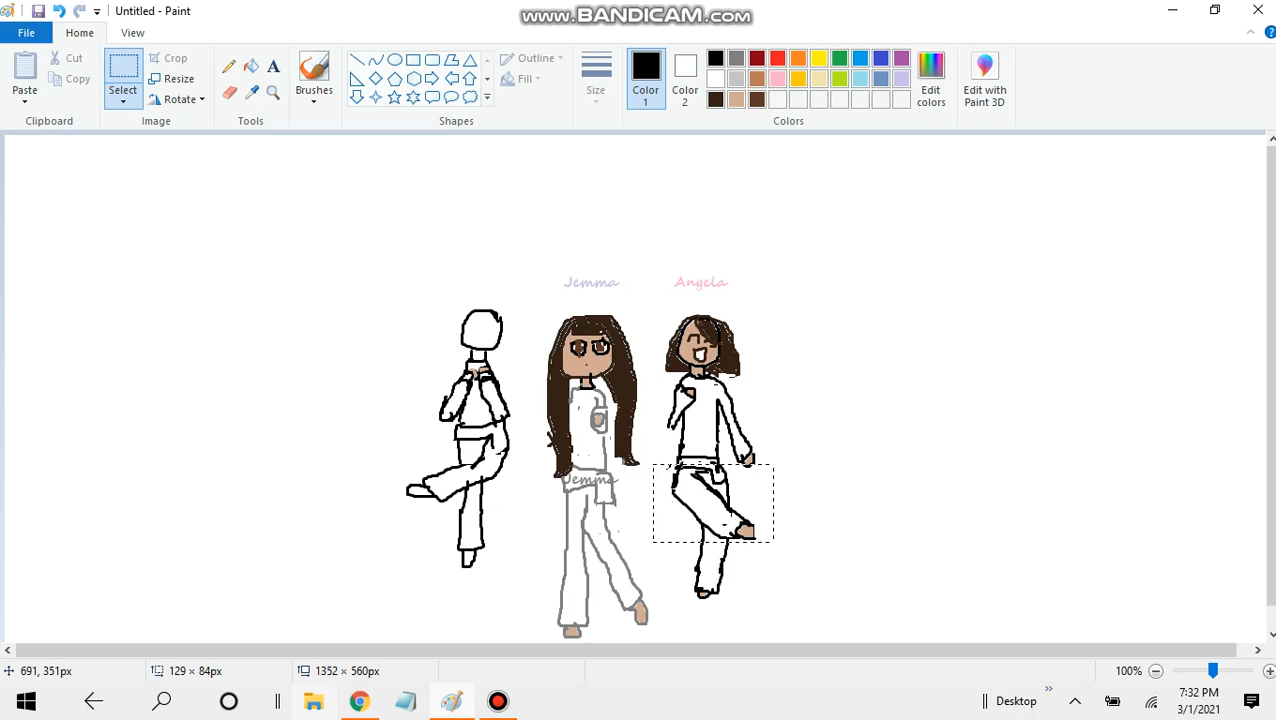 www.BANDICAM.com
Untitled - Paint
File Home View
Paste
Cut
Copy
Clipboard
Select
Crop
Resize
Rotate
Image
A
Tools
Brushes
Outline
Fill
Shapes
Size
Color 1
Color 2
Edit colors
Colors
Edit with Paint 3D
Jemma Angela
Jemma
691, 351px 129 × 84px 1352 × 560px 100%
Desktop
7:32 PM
3/1/2021